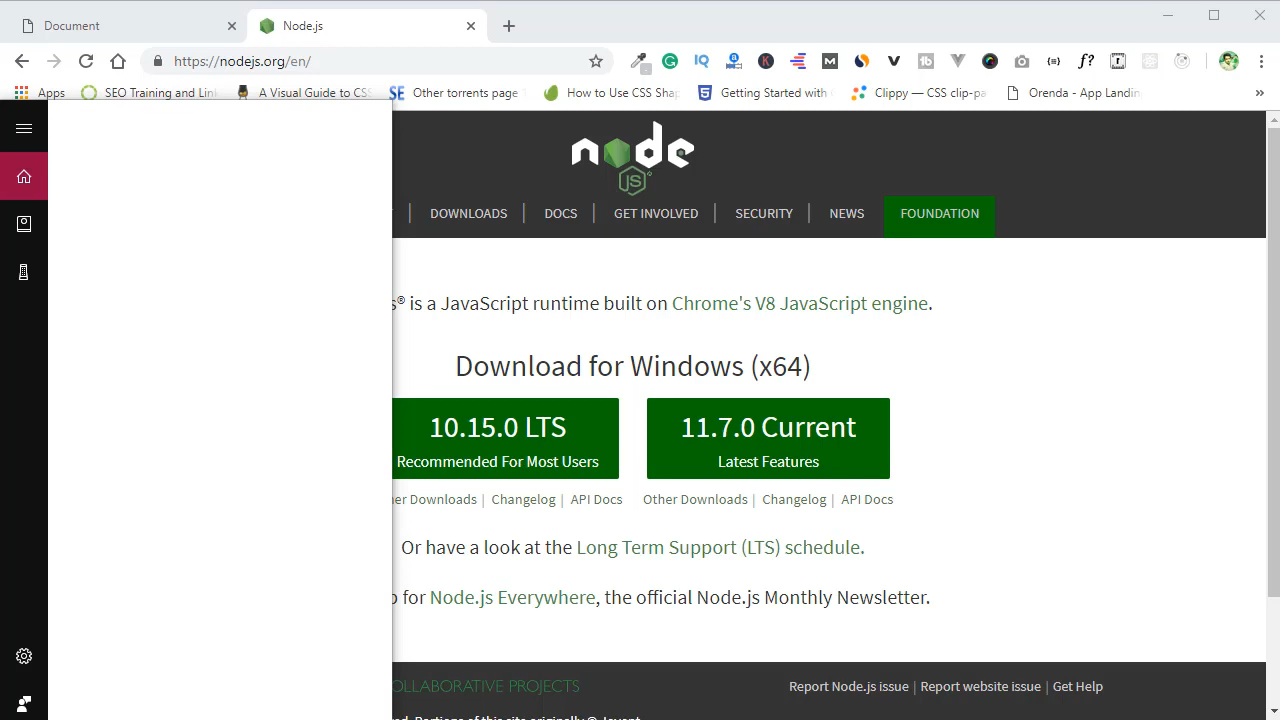 Document
Node.js
https://nodejs.org/en/
Apps
SEO Training and Lin
A Visual Guide to CSS
Other torrents page
How to Use CSS Shap
Getting Started with
Clippy — CSS clip-pa
Orenda - App Landin
»
node
JS
DOWNLOADS | DOCS | GET INVOLVED | SECURITY | NEWS
FOUNDATION
s® is a JavaScript runtime built on Chrome's V8 JavaScript engine.
Download for Windows (x64)
10.15.0 LTS
Recommended For Most Users
11.7.0 Current
Latest Features
er Downloads | Changelog | API Docs
Other Downloads | Changelog | API Docs
Or have a look at the Long Term Support (LTS) schedule.
for Node.js Everywhere, the official Node.js Monthly Newsletter.
OLLABORATIVE PROJECTS
Report Node.js issue | Report website issue | Get Help